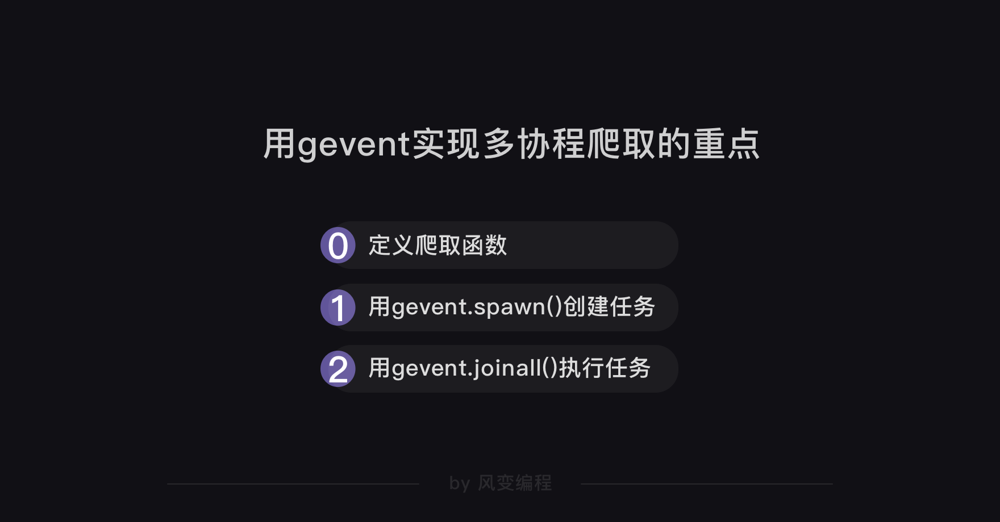 用gevent实现多协程爬取的重点
0 定义爬取函数
1 用gevent.spawn()创建任务
2 用gevent.joinall()执行任务
by 风变编程